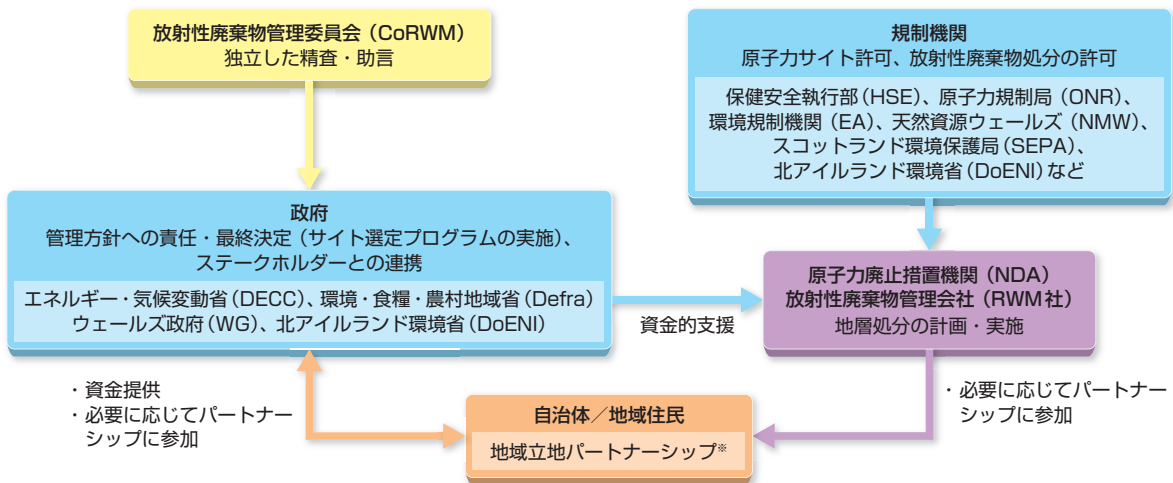 放射性廃棄物管理委員会（CoRWM）
独立した精査・助言
規制機関
原子力サイト許可、放射性廃棄物処分の許可
保健安全執行部（HSE）、原子力規制局（ONR）、
環境規制機関（EA）、天然資源ウェールズ（NMW）、
スコットランド環境保護局（SEPA）、
北アイルランド環境省（DoENI）など
政府
管理方針への責任・最終決定（サイト選定プログラムの実施）、
ステークホルダーとの連携
エネルギー・気候変動省（DECC）、環境・食糧・農村地域省（Defra）
ウェールズ政府（WG）、北アイルランド環境省（DoENI）
資金的支援
原子力廃止措置機関（NDA）
放射性廃棄物管理会社（RWM社）
地層処分の計画・実施
・資金提供
・必要に応じてパートナー
シップに参加
自治体／地域住民
地域立地パートナーシップ※
・必要に応じてパートナー
シップに参加